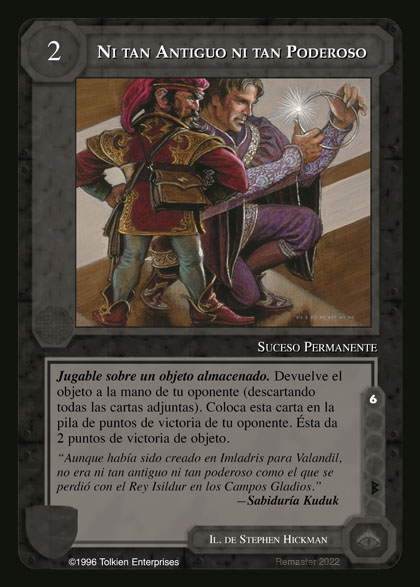 2
Ni tan Antiguo ni tan Poderoso
Suceso Permanente
Jugable sobre un objeto almacenado. Devuelve el
objeto a la mano de tu oponente (descartando
todas las cartas adjuntas). Coloca esta carta en la
pila de puntos de victoria de tu oponente. Ésta da
2 puntos de victoria de objeto.
6
“Aunque había sido creado en Imladris para Valandil,
no era ni tan antiguo ni tan poderoso como el que se
perdió con el Rey Isildur en los Campos Gladios.”
—Sabiduría Kuduk
Il. de Stephen Hickman
©1996 Tolkien Enterprises
Remaster 2022